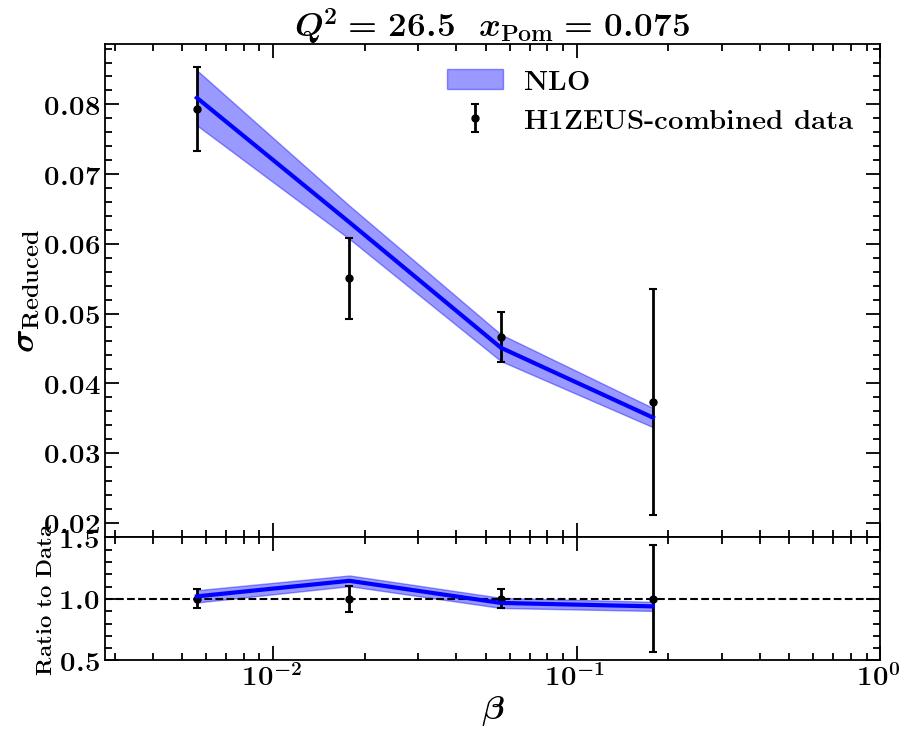 Q² = 26.5 x_Pom = 0.075
NLO
H1ZEUS-combined data
σ_Reduced
0.08
0.07
0.06
0.05
0.04
0.03
0.02
Ratio to Data
1.5
1.0
0.5
10⁻² 10⁻¹ 10⁰
β